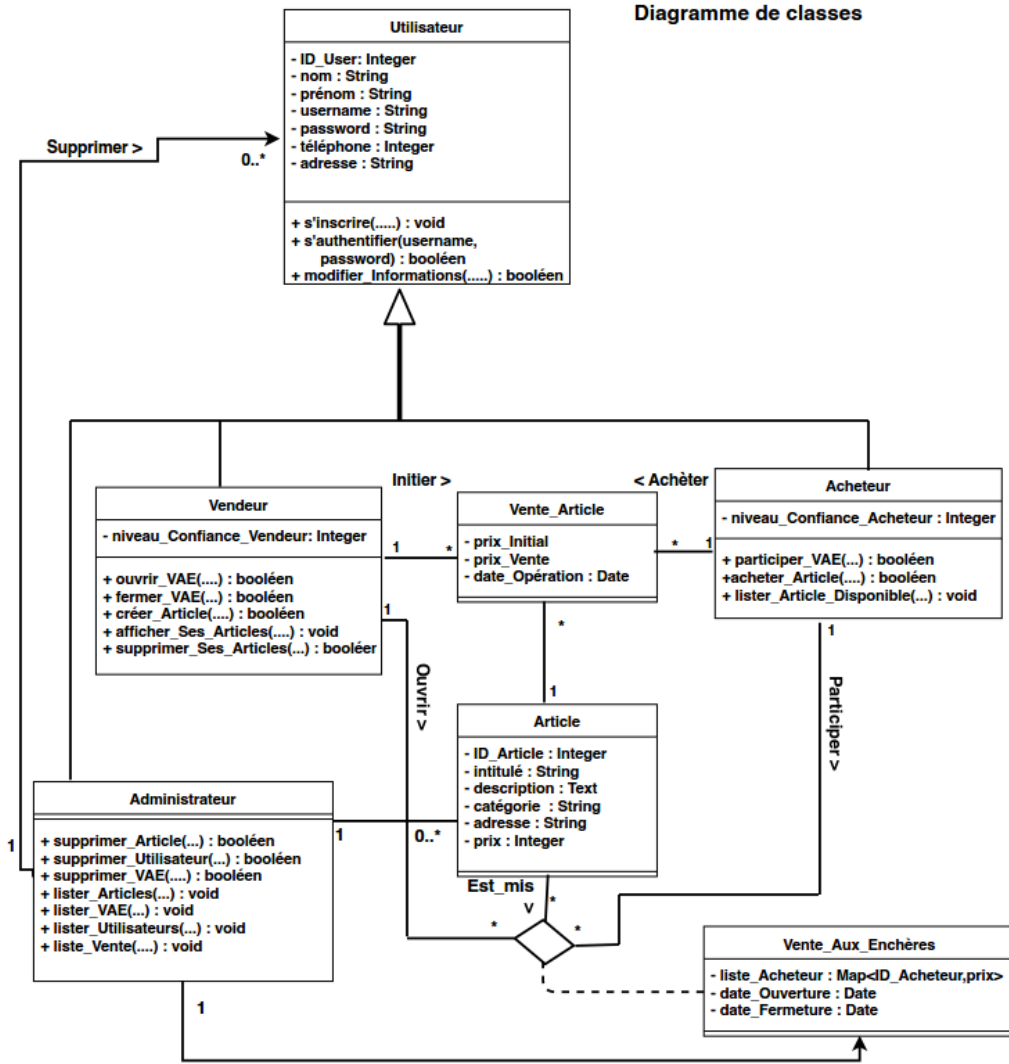 Diagramme de classes
Utilisateur
- ID_User: Integer
- nom : String
- prénom : String
- username : String
- password : String
- téléphone : Integer
- adresse : String
+ s'inscrire(.....) : void
+ s'authentifier(username,
password) : booléen
+ modifier_Informations(.....) : booléen
Supprimer >
0..*
Initier >
< Achèter
Vendeur
- niveau_Confiance_Vendeur: Integer
+ ouvrir_VAE(....) : booléen
+ fermer_VAE(...) : booléen
+ créer_Article(....) : booléen
+ afficher_Ses_Articles(....) : void
+ supprimer_Ses_Articles(...) : booléer
1
*
Vente_Article
- prix_Initial
- prix_Vente
- date_Opération : Date
*
1
Acheteur
- niveau_Confiance_Acheteur : Integer
+ participer_VAE(...) : booléen
+acheter_Article(....) : booléen
+ lister_Article_Disponible(...) : void
1
*
1
Ouvrir >
1
Participer >
Article
- ID_Article : Integer
- intitulé : String
- description : Text
- catégorie : String
- adresse : String
- prix : Integer
Administrateur
+ supprimer_Article(...) : booléen
+ supprimer_Utilisateur(...) : booléen
+ supprimer_VAE(....) : booléen
+ lister_Articles(...) : void
+ lister_VAE(...) : void
+ lister_Utilisateurs(...) : void
+ liste_Vente(....) : void
1
1
0..*
Est_mis
v
*
*
*
Vente_Aux_Enchères
- liste_Acheteur : Map<ID_Acheteur,prix>
- date_Ouverture : Date
- date_Fermeture : Date
1